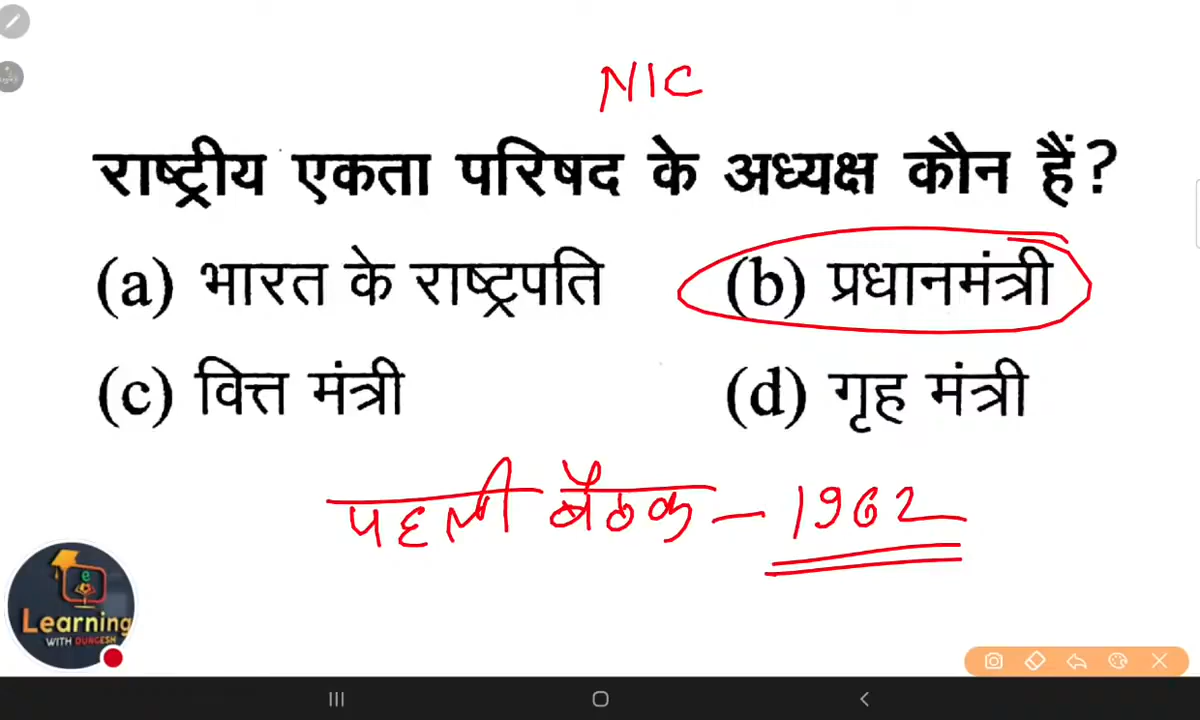 NIC
राष्ट्रीय एकता परिषद के अध्यक्ष कौन हैं?
(a) भारत के राष्ट्रपति (b) प्रधानमंत्री
(c) वित्त मंत्री (d) गृह मंत्री
पहली बैठक - 1962
e
Learning
WITH DURGESH